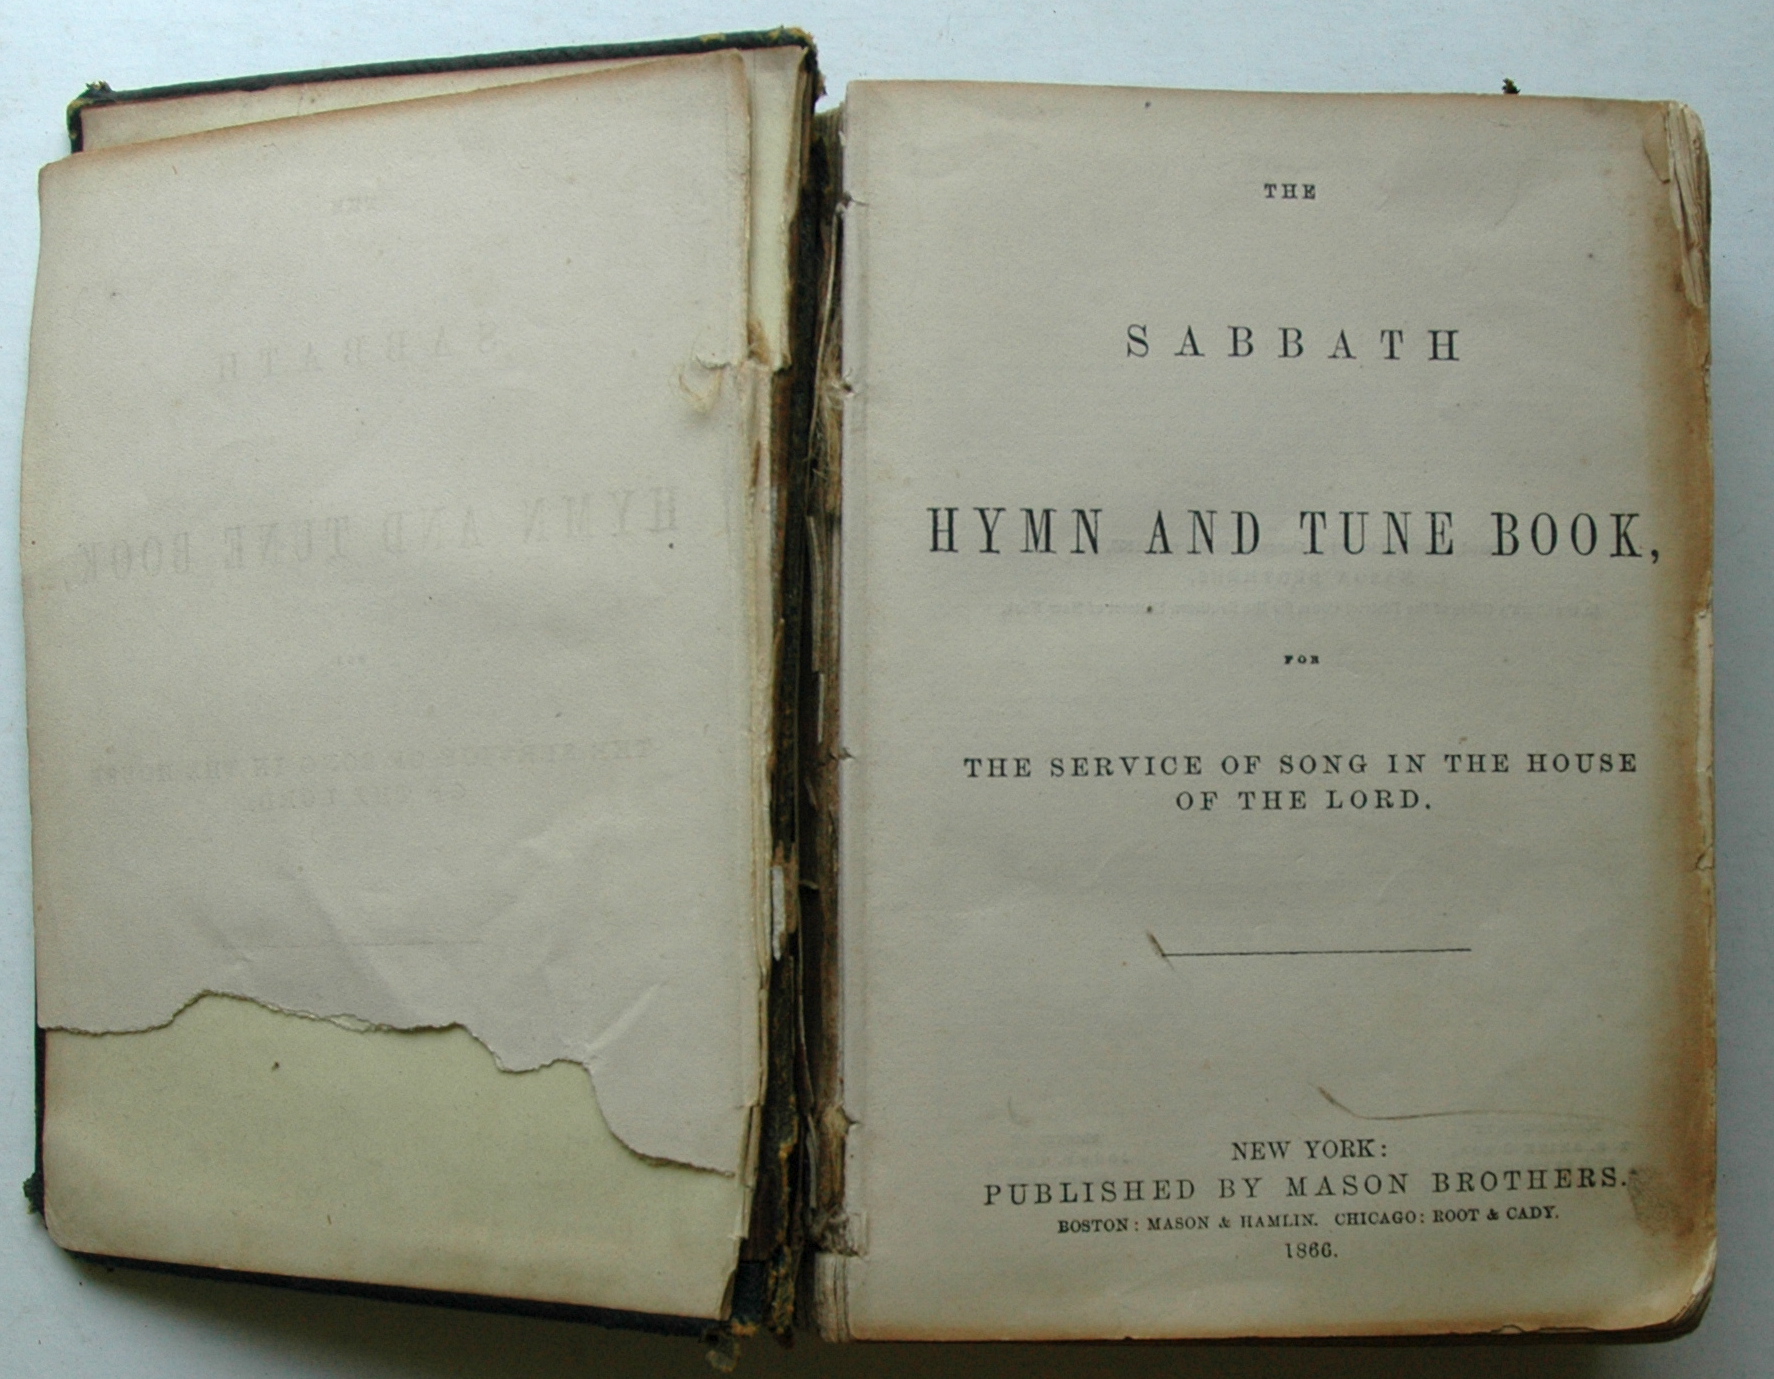 THE
SABBATH
HYMN AND TUNE BOOK,
FOR
THE SERVICE OF SONG IN THE HOUSE
OF THE LORD.
NEW YORK:
PUBLISHED BY MASON BROTHERS.
BOSTON: MASON & HAMLIN. CHICAGO: ROOT & CADY.
1866.